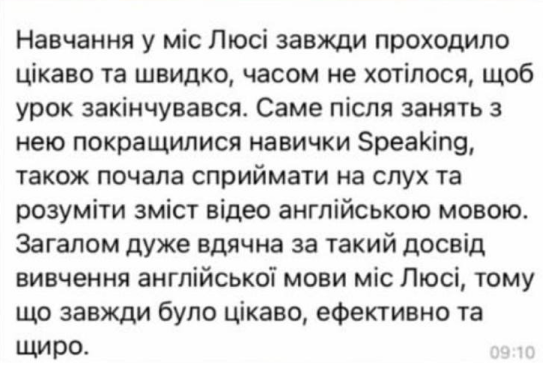 Навчання у міс Люсі завжди проходило
цікаво та швидко, часом не хотілося, щоб
урок закінчувався. Саме після занять з
нею покращилися навички Speaking,
також почала сприймати на слух та
розуміти зміст відео англійською мовою.
Загалом дуже вдячна за такий досвід
вивчення англійської мови міс Люсі, тому
що завжди було цікаво, ефективно та
щиро.
09:10